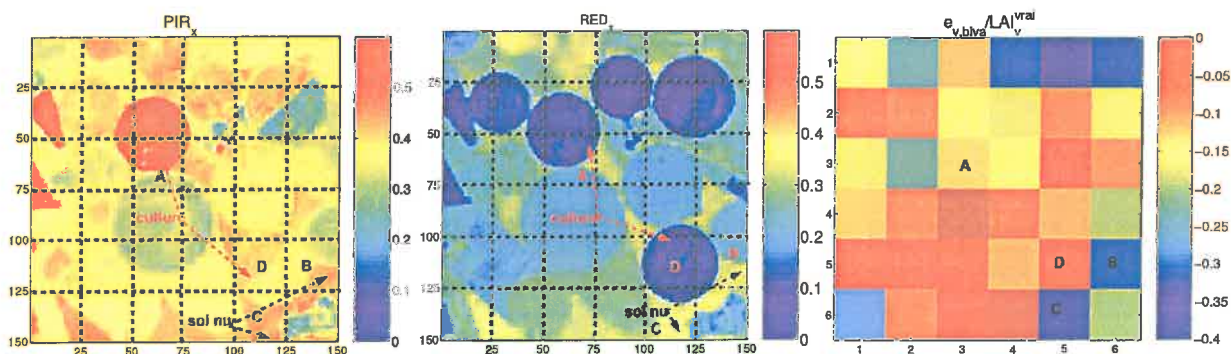 PIR_x
25
50
75
100
125
150
25 50 75 100 125 150
0.5
0.4
0.3
0.2
0.1
0
A
culture
D
B
sol nu
C
RED
25
50
75
100
125
150
25 50 75 100 125 150
0.5
0.4
0.3
0.2
0.1
0
culture
D
sol nu
C
e_v,blva/LAI_v^vrai
1
2
3
4
5
6
1 2 3 4 5 6
0
−0.05
−0.1
−0.15
−0.2
−0.25
−0.3
−0.35
−0.4
A
D
B
C